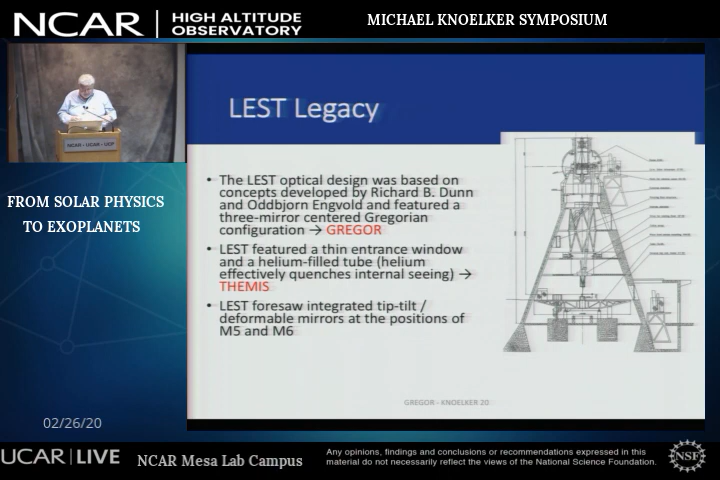 NCAR
HIGH ALTITUDE
OBSERVATORY
MICHAEL KNOELKER SYMPOSIUM
NCAR - UCAR - UCP
FROM SOLAR PHYSICS
TO EXOPLANETS
LEST Legacy
• The LEST optical design was based on
concepts developed by Richard B. Dunn
and Oddbjorn Engvold and featured a
three-mirror centered Gregorian
configuration → GREGOR
• LEST featured a thin entrance window
and a helium-filled tube (helium
effectively quenches internal seeing) →
THEMIS
• LEST foresaw integrated tip-tilt /
deformable mirrors at the positions of
M5 and M6
GREGOR - KNOELKER 20
02/26/20
UCAR | LIVE
NCAR Mesa Lab Campus
Any opinions, findings and conclusions or recommendations expressed in this
material do not necessarily reflect the views of the National Science Foundation.
NSF